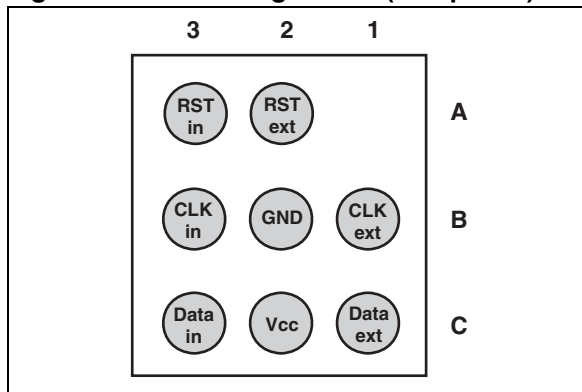 3 2 1
RST
in
RST
ext
A
CLK
in
GND
CLK
ext
B
Data
in
Vcc
Data
ext
C